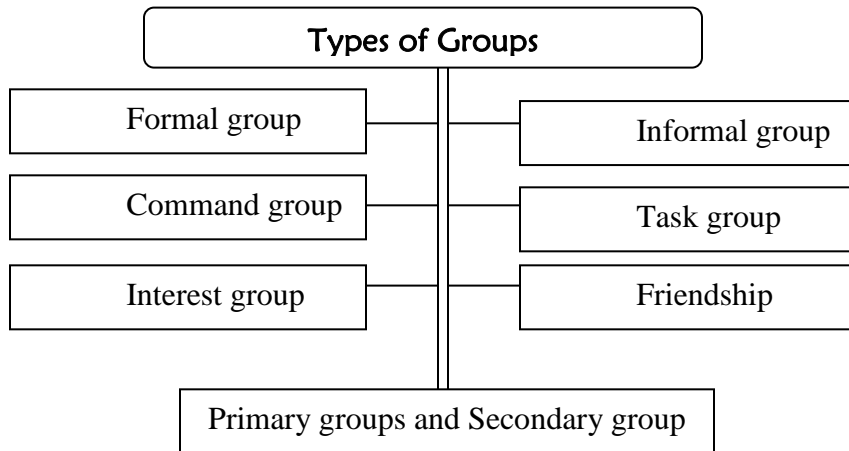 Types of Groups
Formal group
Informal group
Command group
Task group
Interest group
Friendship
Primary groups and Secondary group